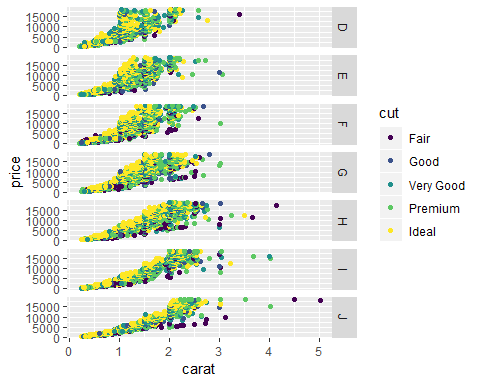 15000
10000
5000
0
D
15000
10000
5000
0
E
15000
10000
5000
0
F
15000
10000
5000
0
G
15000
10000
5000
0
H
15000
10000
5000
0
I
15000
10000
5000
0
J
price
0 1 2 3 4 5
carat
cut
Fair
Good
Very Good
Premium
Ideal